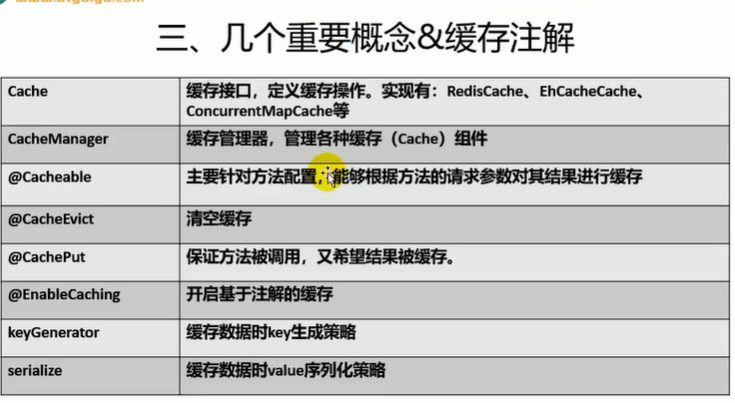 三、几个重要概念&缓存注解
Cache
缓存接口，定义缓存操作。实现有：RedisCache、EhCacheCache、
ConcurrentMapCache等
CacheManager
缓存管理器，管理各种缓存（Cache）组件
@Cacheable
主要针对方法配置，能够根据方法的请求参数对其结果进行缓存
@CacheEvict
清空缓存
@CachePut
保证方法被调用，又希望结果被缓存。
@EnableCaching
开启基于注解的缓存
keyGenerator
缓存数据时key生成策略
serialize
缓存数据时value序列化策略